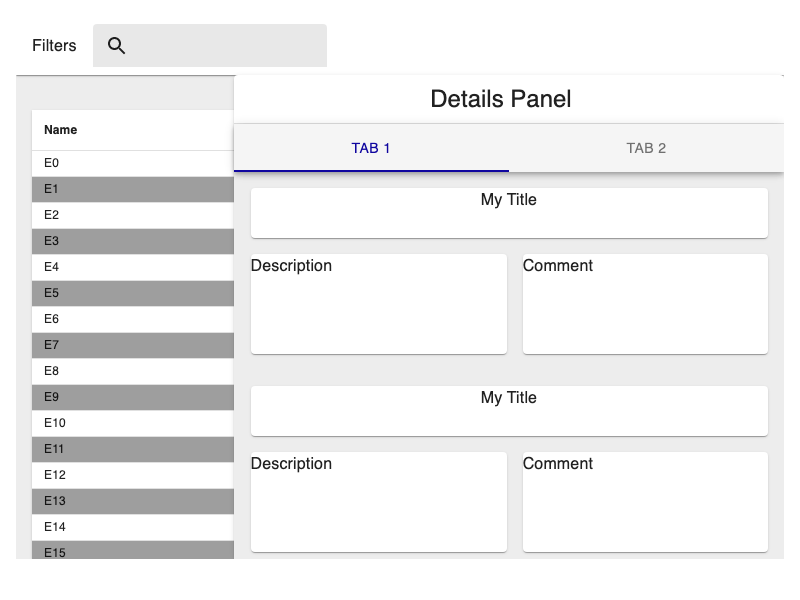 Filters
Details Panel
TAB 1
TAB 2
Name
E0
E1
E2
E3
E4
E5
E6
E7
E8
E9
E10
E11
E12
E13
E14
E15
My Title
Description
Comment
My Title
Description
Comment